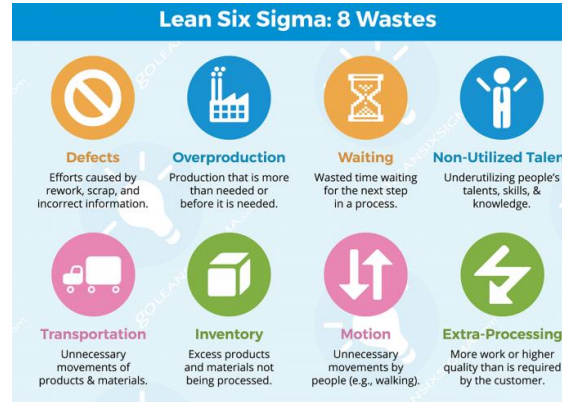 Lean Six Sigma: 8 Wastes
Defects
Efforts caused by
rework, scrap, and
incorrect information.
Overproduction
Production that is more
than needed or
before it is needed.
Waiting
Wasted time waiting
for the next step
in a process.
Non-Utilized Talen
Underutilizing people's
talents, skills, &
knowledge.
Transportation
Unnecessary
movements of
products & materials.
Inventory
Excess products
and materials not
being processed.
Motion
Unnecessary
movements by
people (e.g., walking).
Extra-Processing
More work or higher
quality than is required
by the customer.